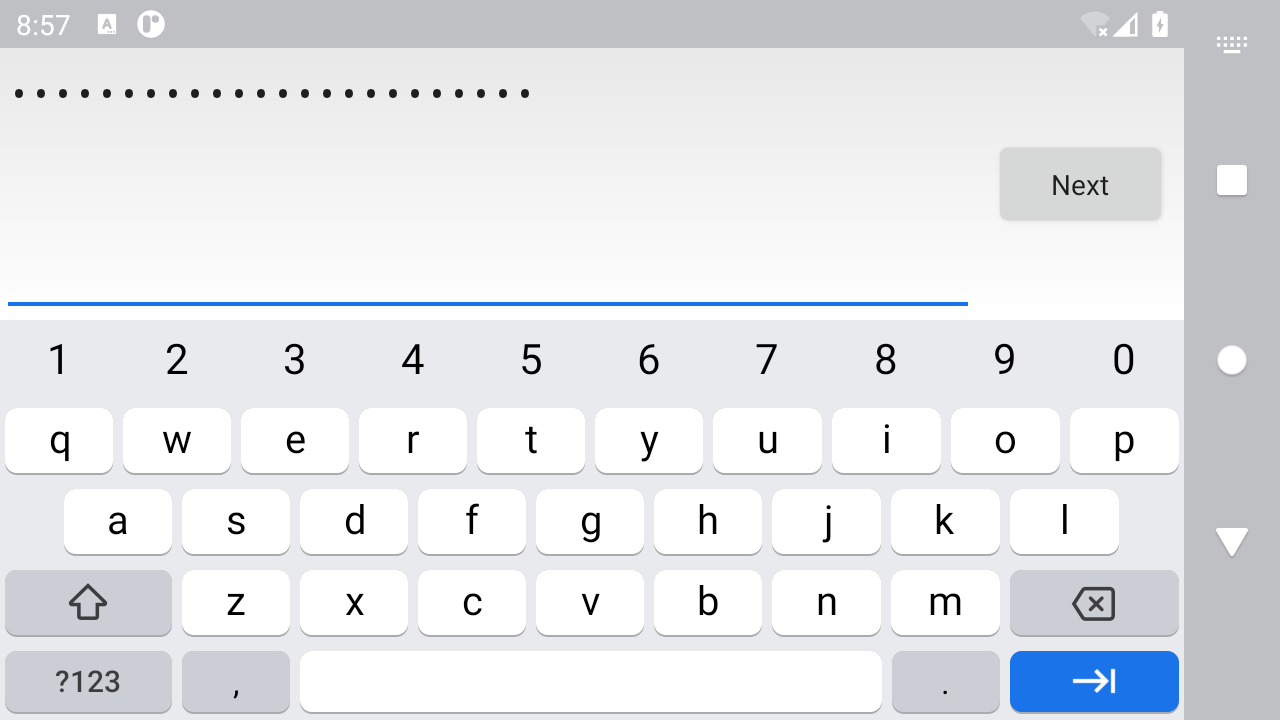 8:57
••••••••••••••••••••••••
Next
1 2 3 4 5 6 7 8 9 0
q w e r t y u i o p
a s d f g h j k l
z x c v b n m
?123 , .